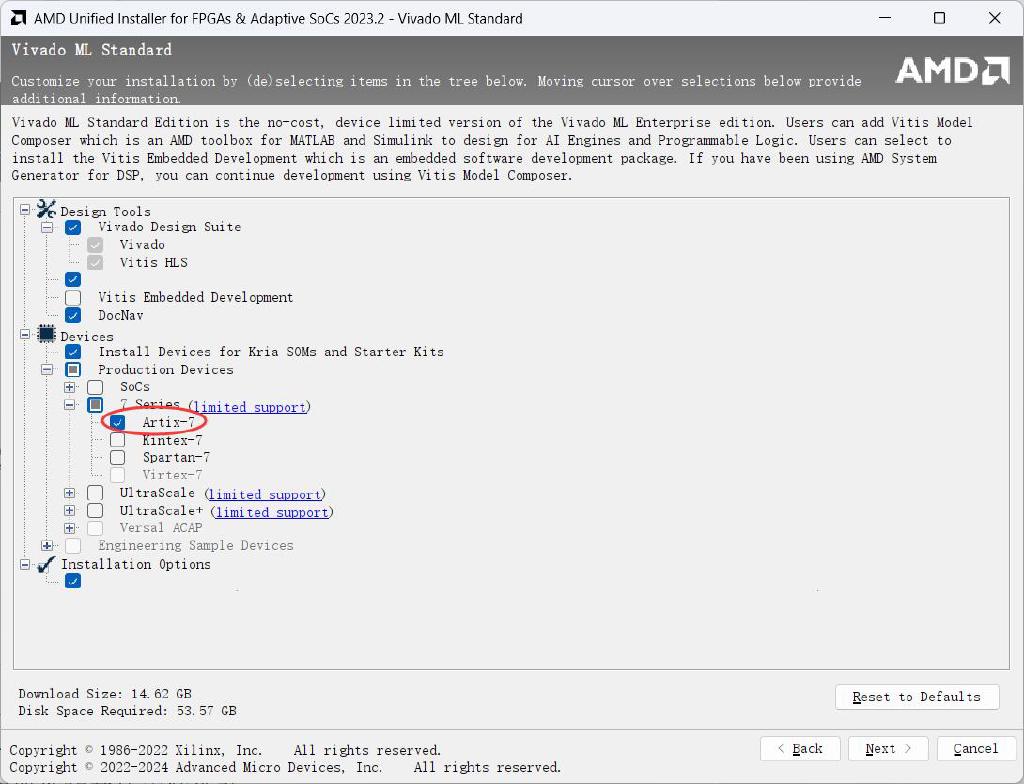 AMD Unified Installer for FPGAs & Adaptive SoCs 2023.2 - Vivado ML Standard
Vivado ML Standard
Customize your installation by (de)selecting items in the tree below. Moving cursor over selections below provide
additional information.
AMD
Vivado ML Standard Edition is the no-cost, device limited version of the Vivado ML Enterprise edition. Users can add Vitis Model
Composer which is an AMD toolbox for MATLAB and Simulink to design for AI Engines and Programmable Logic. Users can select to
install the Vitis Embedded Development which is an embedded software development package. If you have been using AMD System
Generator for DSP, you can continue development using Vitis Model Composer.
Design Tools
Vivado Design Suite
Vivado
Vitis HLS
Vitis Embedded Development
DocNav
Devices
Install Devices for Kria SOMs and Starter Kits
Production Devices
SoCs
7 Series (limited support)
Artix-7
Kintex-7
Spartan-7
Virtex-7
UltraScale (limited support)
UltraScale+ (limited support)
Versal ACAP
Engineering Sample Devices
Installation Options
Download Size: 14.62 GB
Disk Space Required: 53.57 GB
Reset to Defaults
Copyright © 1986-2022 Xilinx, Inc. All rights reserved.
Copyright © 2022-2024 Advanced Micro Devices, Inc. All rights reserved.
< Back
Next >
Cancel